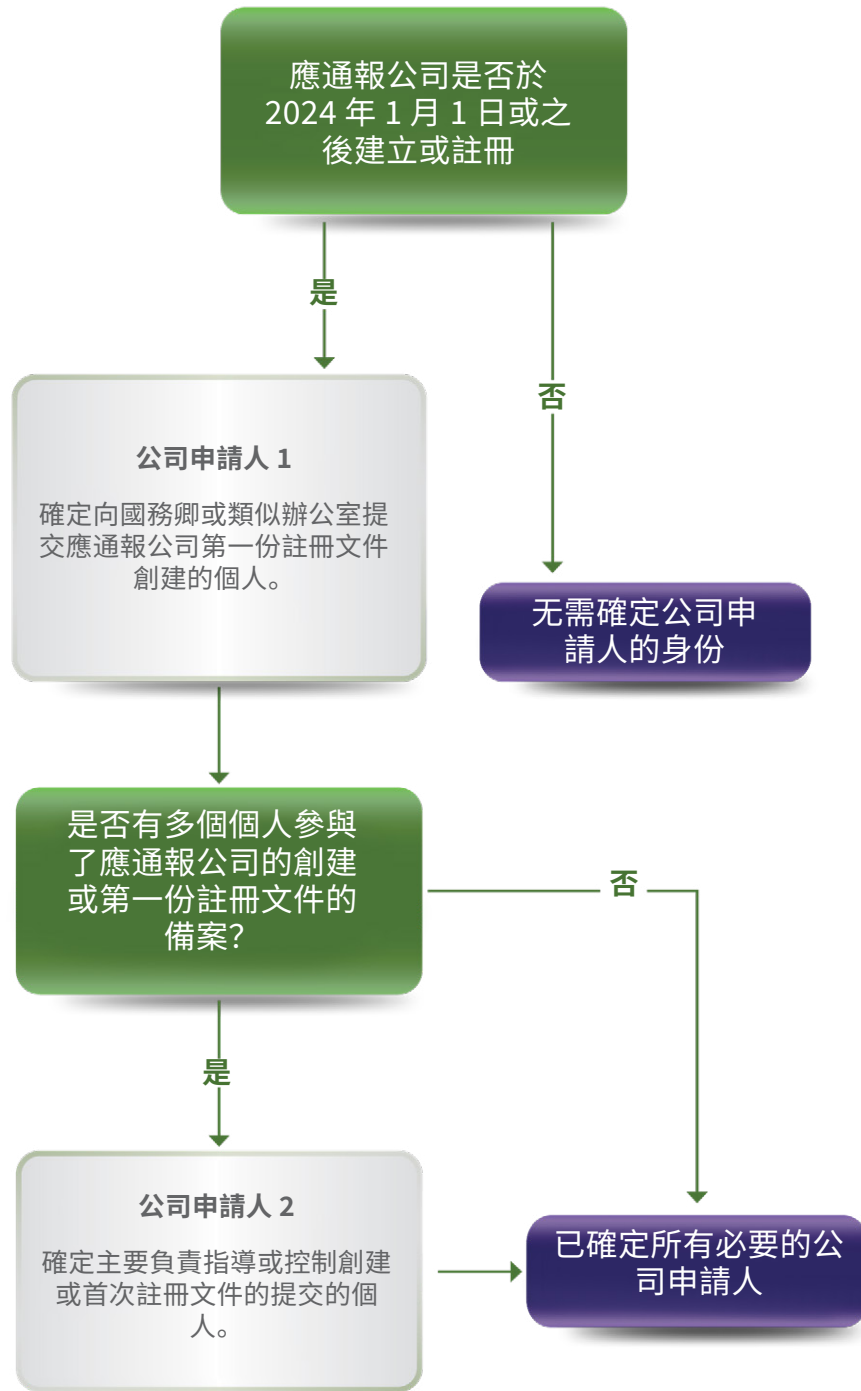 應通報公司是否於
2024 年 1 月 1 日或之
後建立或註冊
是
否
公司申請人 1
確定向國務卿或類似辦公室提
交應通報公司第一份註冊文件
創建的個人。
无需確定公司申
請人的身份
是否有多個個人參與
了應通報公司的創建
或第一份註冊文件的
備案？
否
是
公司申請人 2
確定主要負責指導或控制創建
或首次註冊文件的提交的個
人。
已確定所有必要的公
司申請人